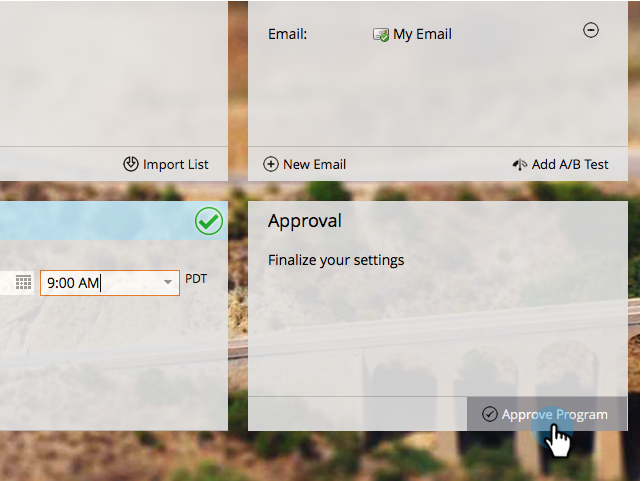 Email: My Email
Import List
New Email
Add A/B Test
Approval
Finalize your settings
9:00 AM PDT
Approve Program